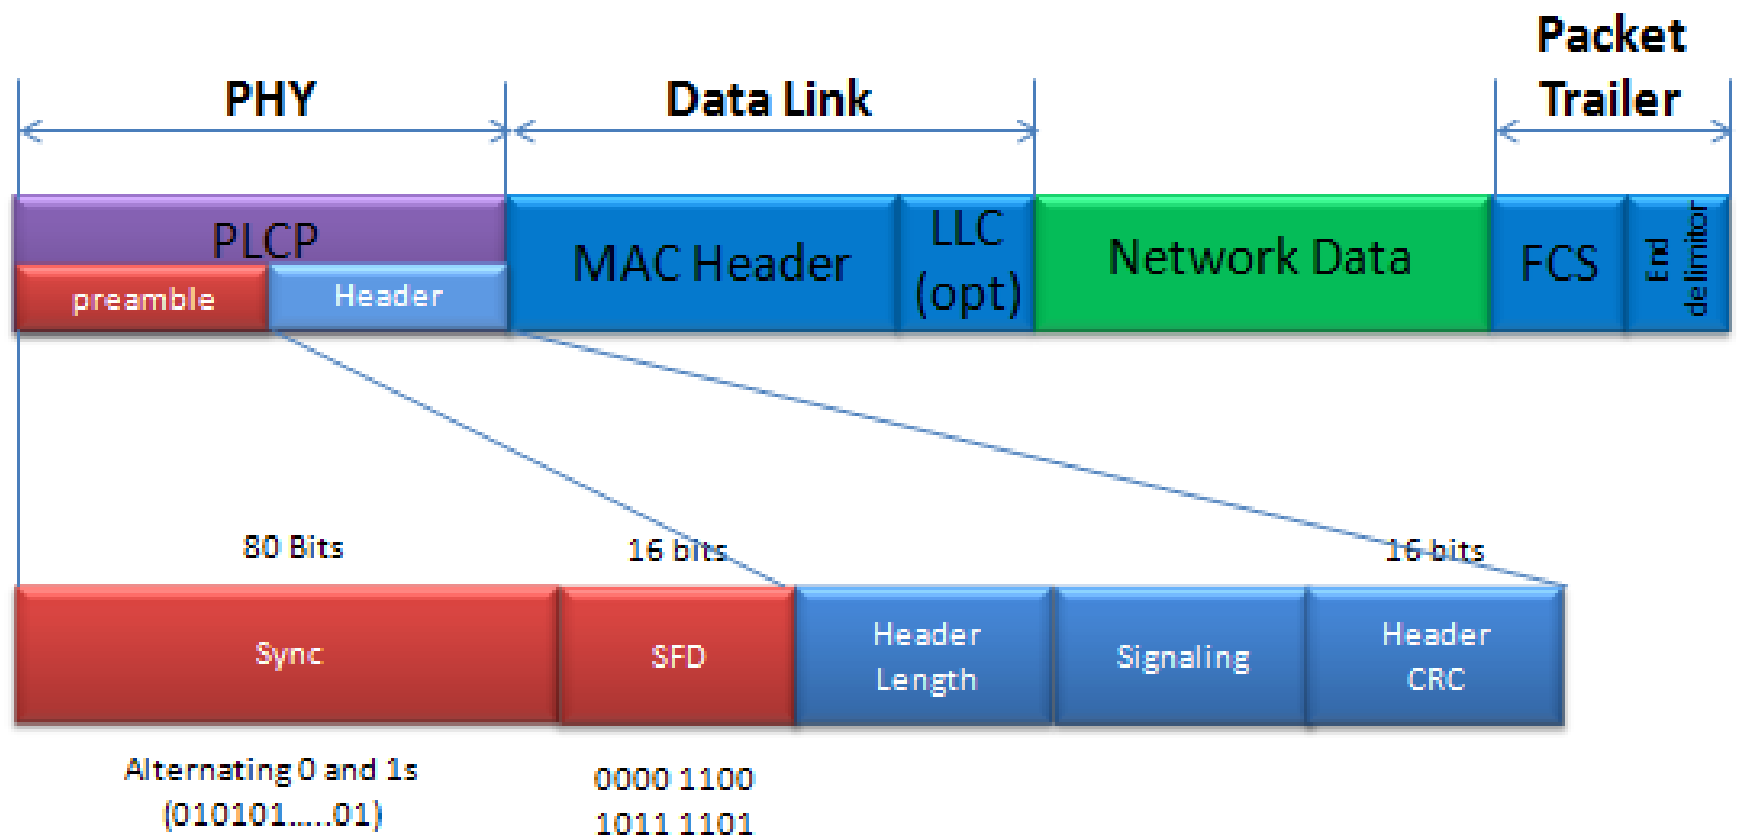 Packet
Trailer
PHY
Data Link
PLCP
preamble
Header
MAC Header
LLC
(opt)
Network Data
FCS
End
delimitor
80 Bits
16 bits
16 bits
Sync
SFD
Header
Length
Signaling
Header
CRC
Alternating 0 and 1s
(010101.....01)
0000 1100
1011 1101